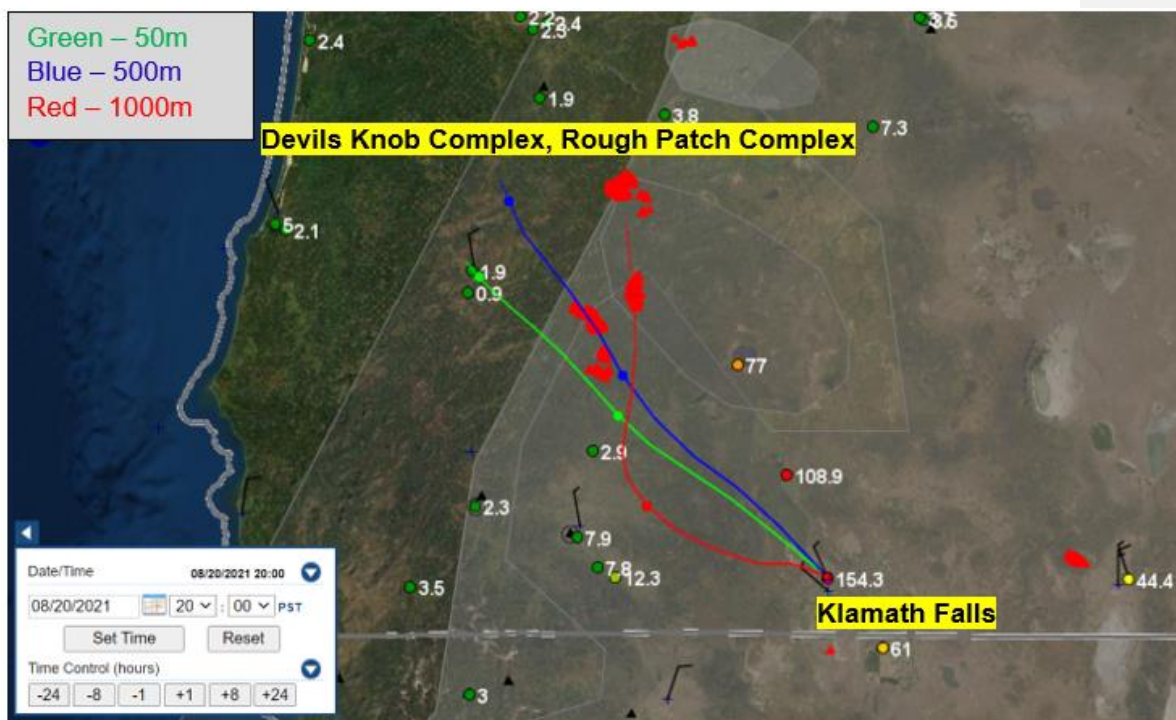 Green – 50m
Blue – 500m
Red – 1000m
2.4
2.3
1.9
3.8
7.3
Devils Knob Complex, Rough Patch Complex
5
2.1
1.9
0.9
77
2.9
108.9
2.3
7.9
7.8
12.3
154.3
44.4
3.5
Klamath Falls
61
3
Date/Time
08/20/2021 20:00
08/20/2021 20 : 00 PST
Set Time Reset
Time Control (hours)
-24 -8 -1 +1 +8 +24